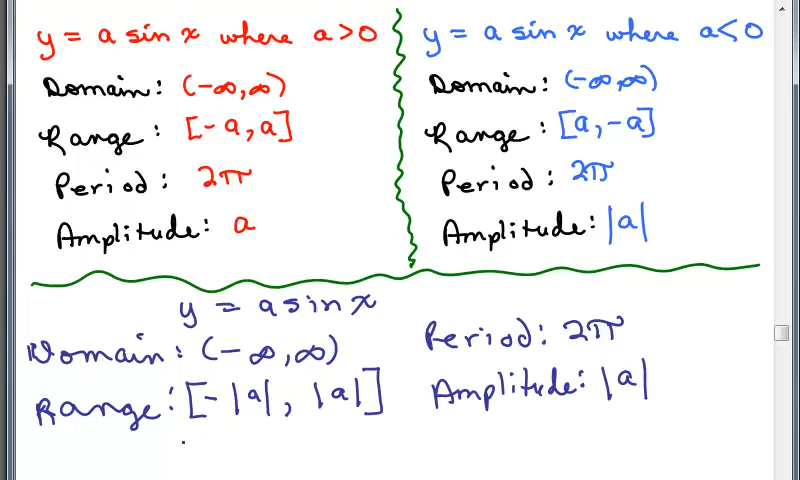 y = a sin x where a > 0
Domain: (-∞, ∞)
Range: [-a, a]
Period: 2π
Amplitude: a
y = a sin x where a < 0
Domain: (-∞, ∞)
Range: [a, -a]
Period: 2π
Amplitude: |a|
y = a sin x
Domain: (-∞, ∞)
Range: [-|a|, |a|]
Period: 2π
Amplitude: |a|